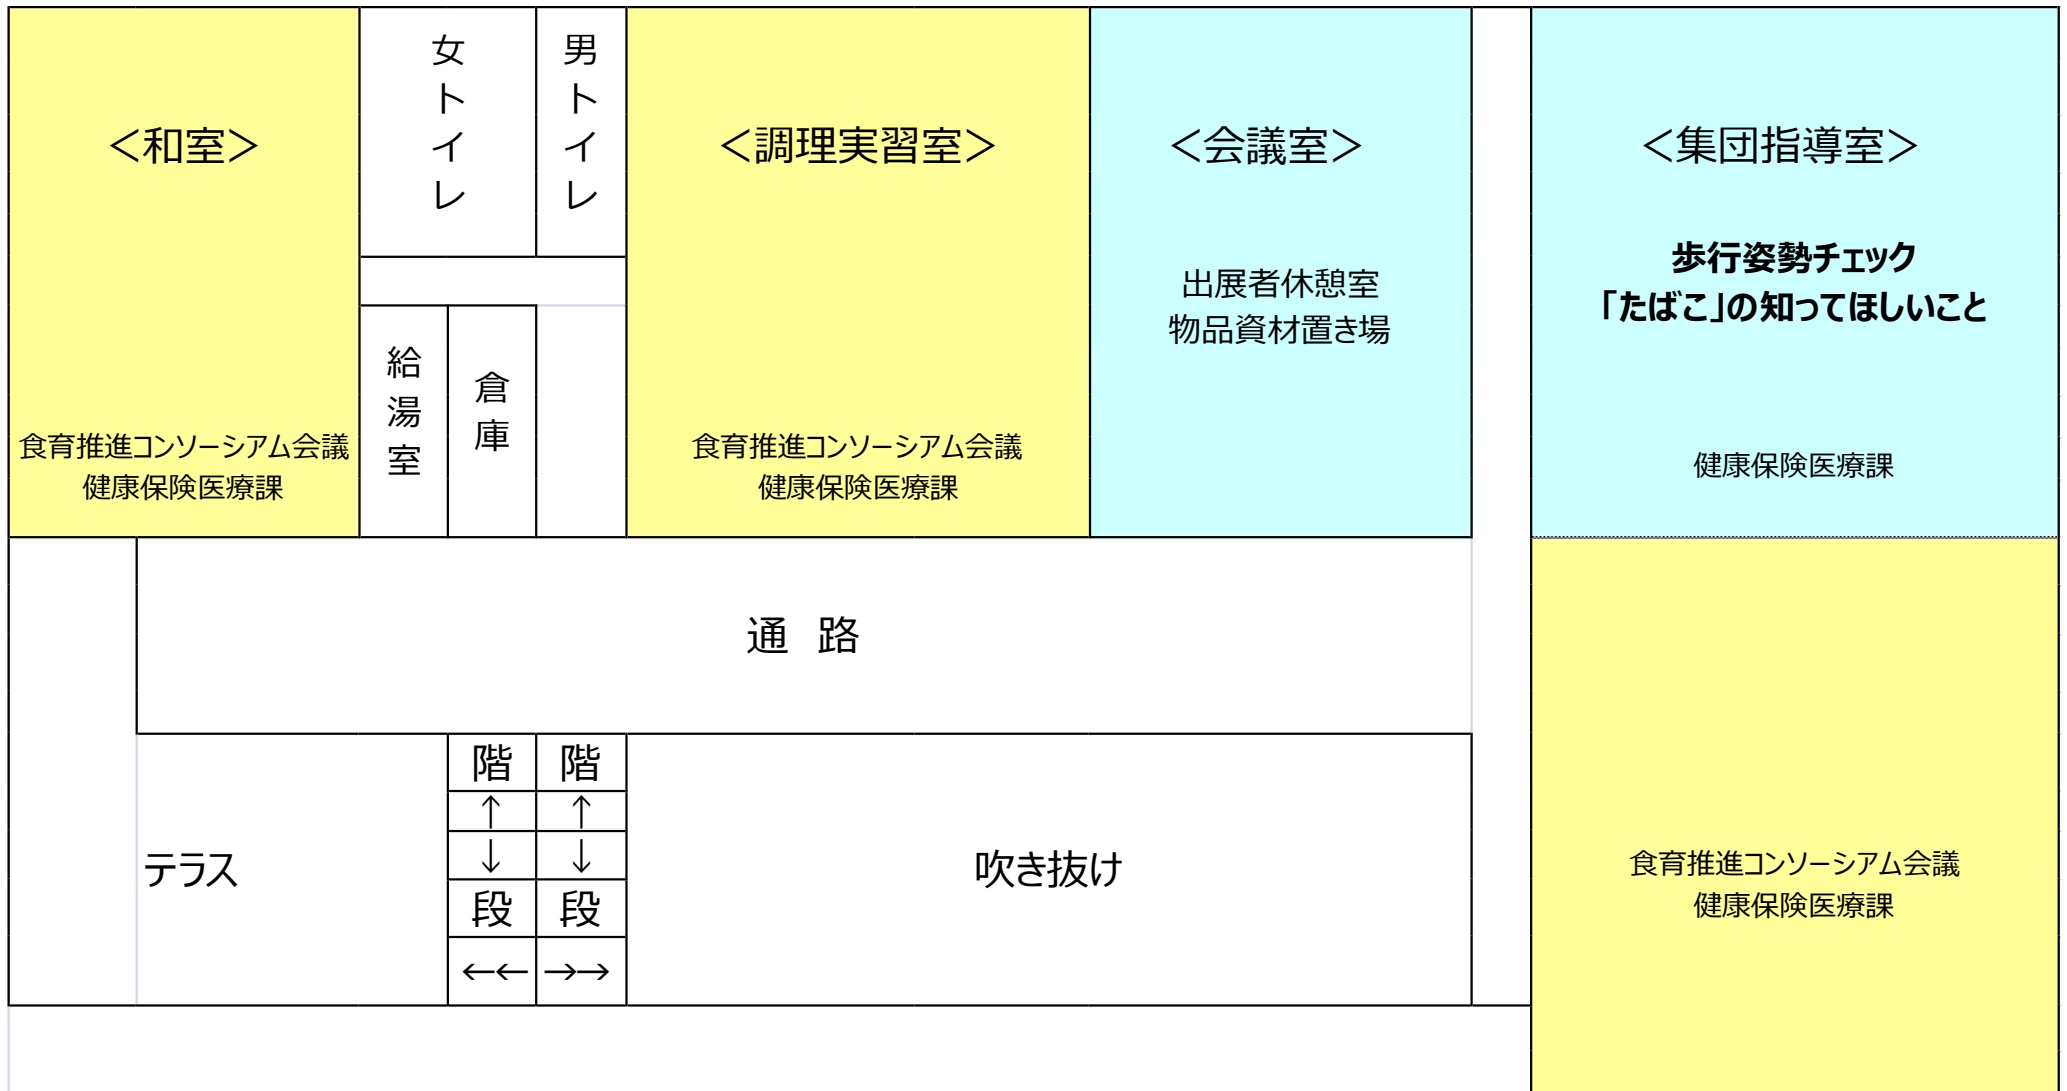 ＜和室＞
食育推進コンソーシアム会議
健康保険医療課
女トイレ
男トイレ
給湯室
倉庫
＜調理実習室＞
食育推進コンソーシアム会議
健康保険医療課
＜会議室＞
出展者休憩室
物品資材置き場
＜集団指導室＞
歩行姿勢チェック
「たばこ」の知ってほしいこと
健康保険医療課
通 路
テラス
階 階
↑ ↑
↓ ↓
段 段
←← →→
吹き抜け
食育推進コンソーシアム会議
健康保険医療課